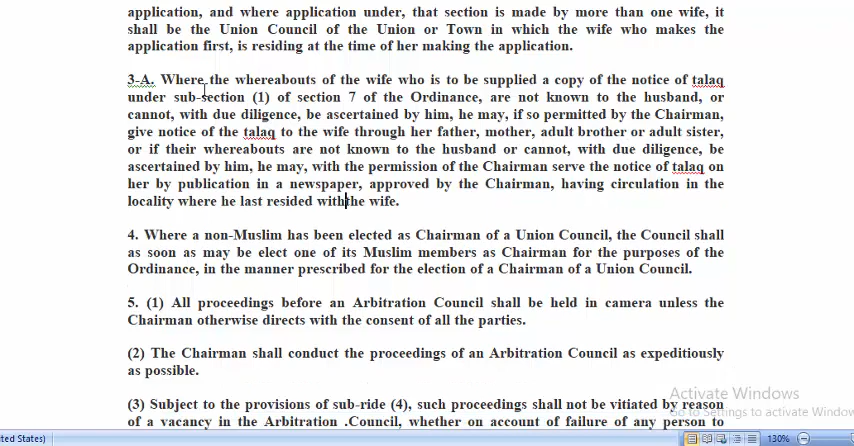 application, and where application under, that section is made by more than one wife, it
shall be the Union Council of the Union or Town in which the wife who makes the
application first, is residing at the time of her making the application.
3-A. Where the whereabouts of the wife who is to be supplied a copy of the notice of talaq
under sub-section (1) of section 7 of the Ordinance, are not known to the husband, or
cannot, with due diligence, be ascertained by him, he may, if so permitted by the Chairman,
give notice of the talaq to the wife through her father, mother, adult brother or adult sister,
or if their whereabouts are not known to the husband or cannot, with due diligence, be
ascertained by him, he may, with the permission of the Chairman serve the notice of talaq on
her by publication in a newspaper, approved by the Chairman, having circulation in the
locality where he last resided with the wife.
4. Where a non-Muslim has been elected as Chairman of a Union Council, the Council shall
as soon as may be elect one of its Muslim members as Chairman for the purposes of the
Ordinance, in the manner prescribed for the election of a Chairman of a Union Council.
5. (1) All proceedings before an Arbitration Council shall be held in camera unless the
Chairman otherwise directs with the consent of all the parties.
(2) The Chairman shall conduct the proceedings of an Arbitration Council as expeditiously
as possible.
(3) Subject to the provisions of sub-ride (4), such proceedings shall not be vitiated by reason
of a vacancy in the Arbitration .Council, whether on account of failure of any person to
Activate Windows
Go to Settings to activate Windows
ited States)
130%